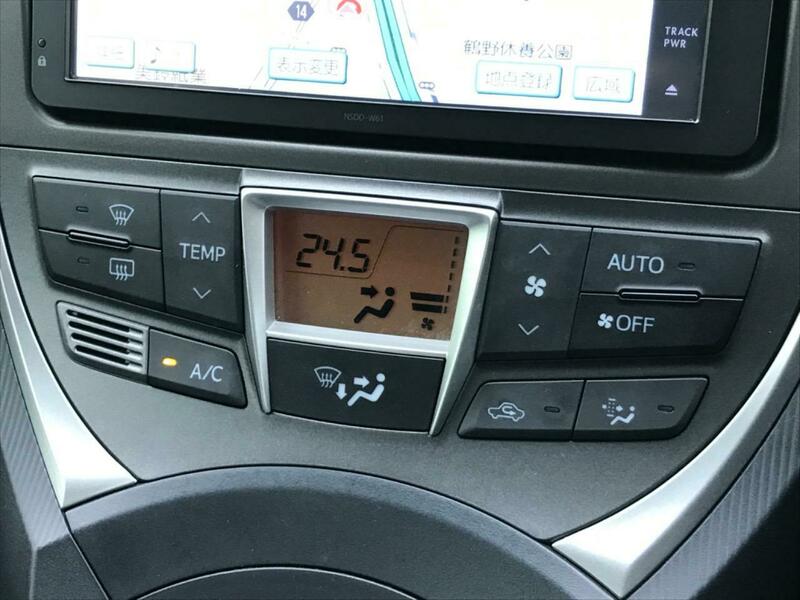 14
TRACK
PWR
鶴野休養公園
表示変更
地点登録
広域
NSDD-W61
24.5
TEMP
AUTO
OFF
A/C